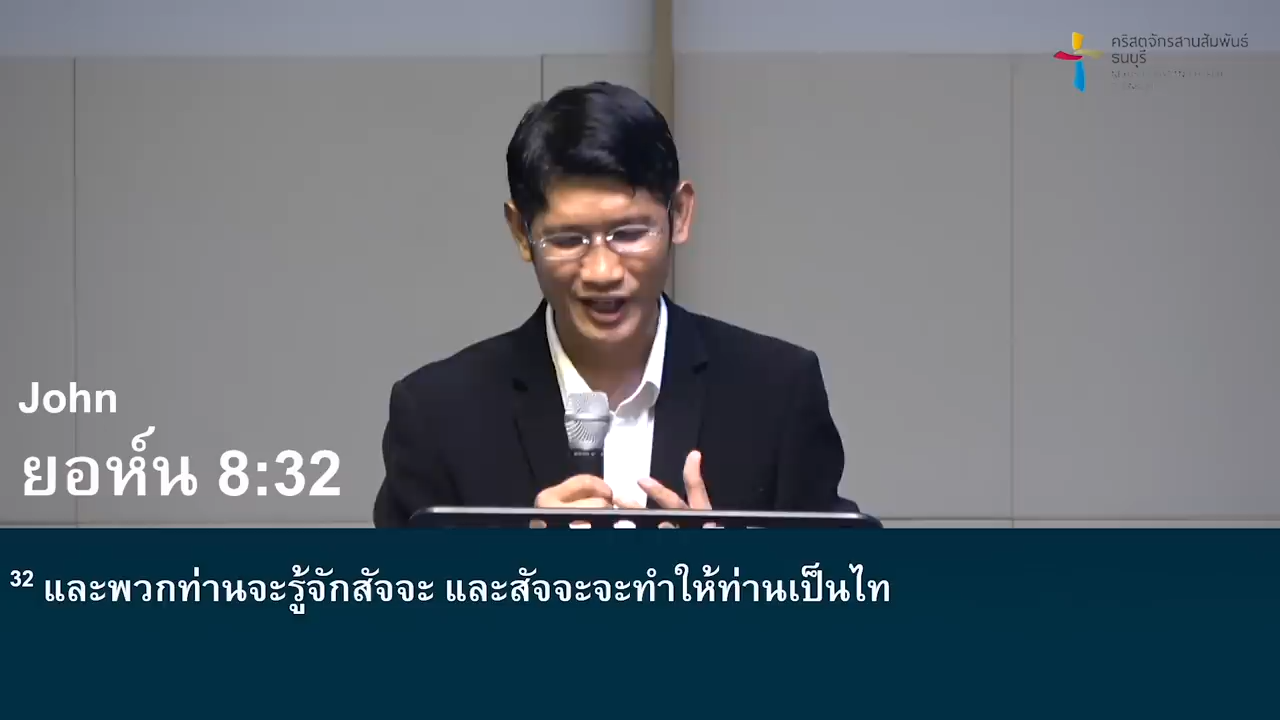 คริสตจักรสานสัมพันธ์
ธนบุรี
John
ยอห์น 8:32
32 และพวกท่านจะรู้จักสัจจะ และสัจจะจะทำให้ท่านเป็นไท